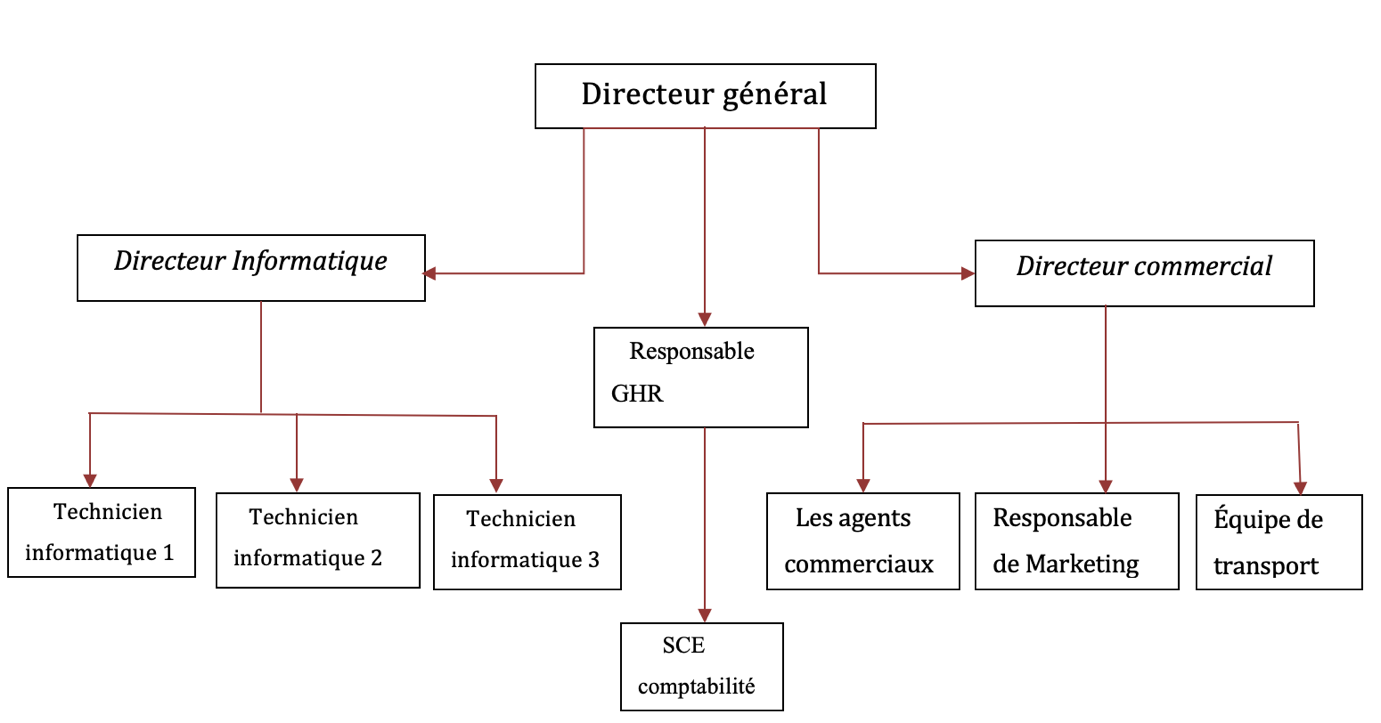 Directeur général
Directeur Informatique
Directeur commercial
Responsable
GHR
Technicien
informatique 1
Technicien
informatique 2
Technicien
informatique 3
Les agents
commerciaux
Responsable
de Marketing
Équipe de
transport
SCE
comptabilité